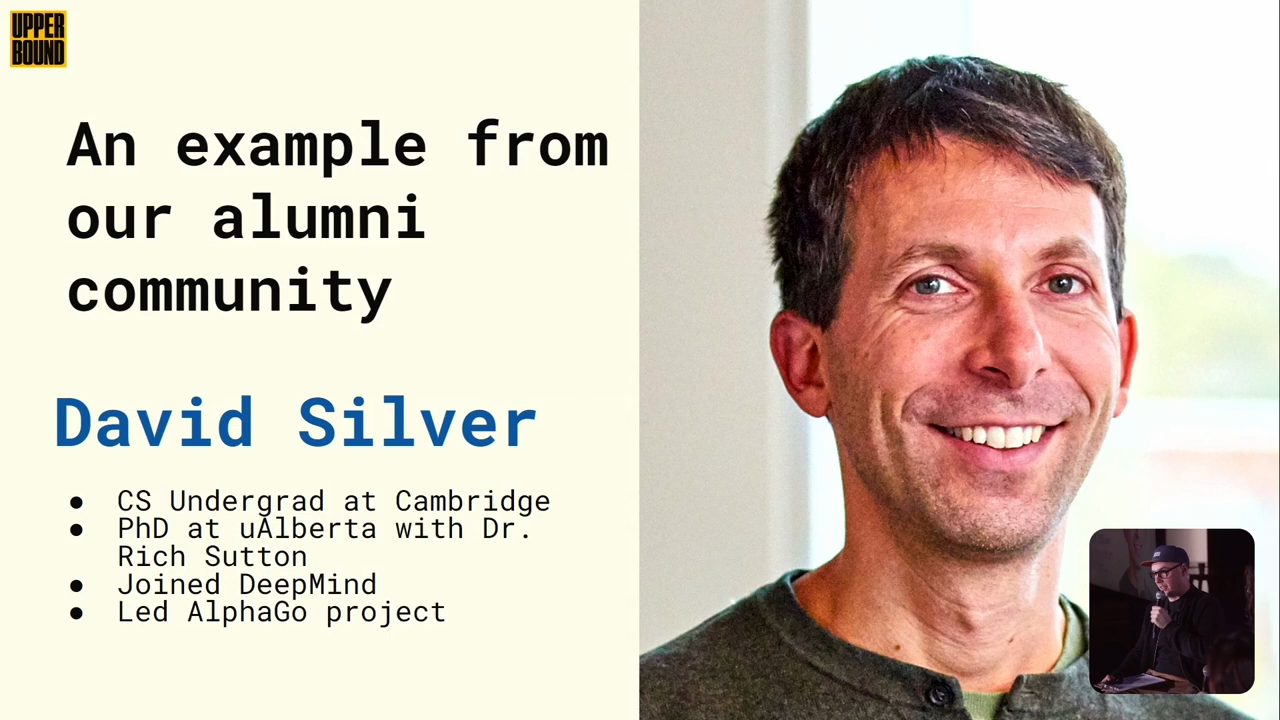 UPPER
BOUND
An example from
our alumni
community
David Silver
● CS Undergrad at Cambridge
● PhD at uAlberta with Dr.
Rich Sutton
● Joined DeepMind
● Led AlphaGo project